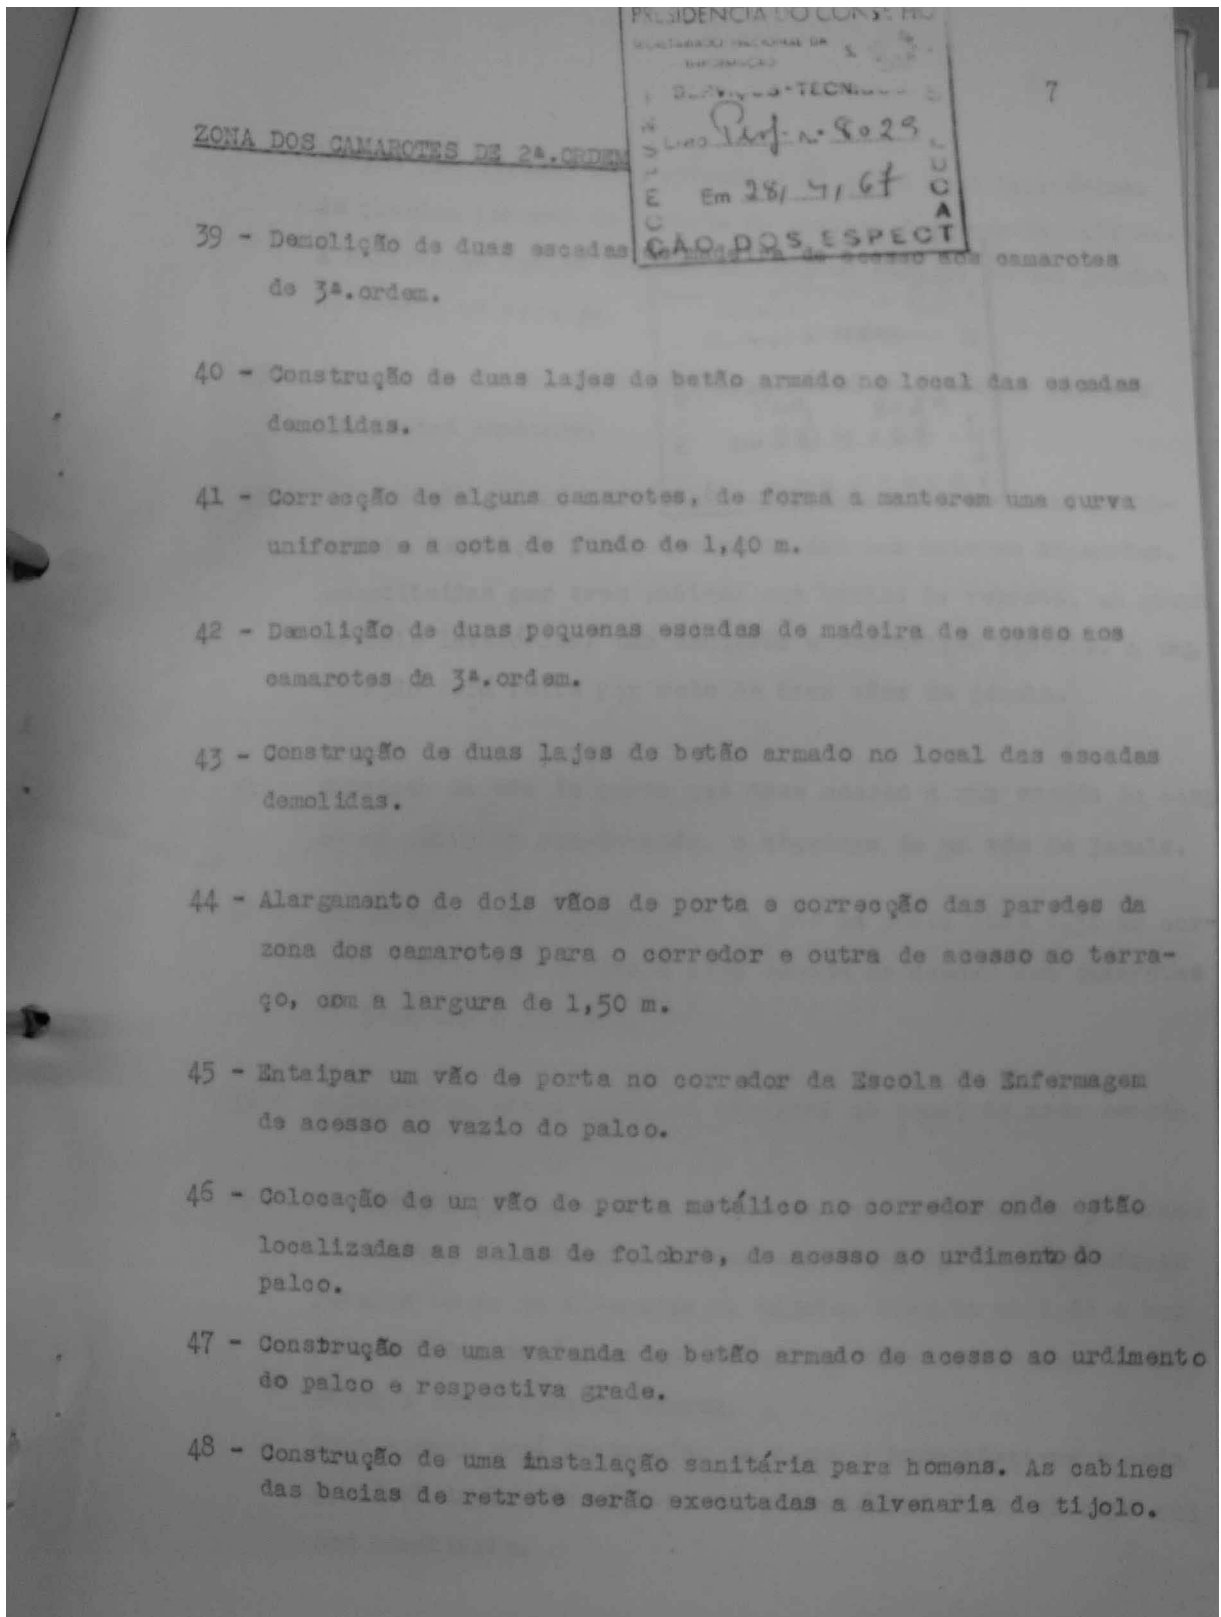 PRESIDENCIA DO CONSELHO
SECRETARIADO NACIONAL DA
INFORMAÇÃO
SERVIÇOS TECNICOS
7
Livro Prof. nº 8029
Em 28, 4, 67
ÇÃO DOS ESPECT
ZONA DOS CAMAROTES DE 2ª.ORDEM
39 - Demolição de duas escadas de madeira de acesso aos camarotes
de 3ª.ordem.
40 - Construção de duas lajes de betão armado no local das escadas
demolidas.
41 - Correcção de alguns camarotes, de forma a manterem uma curva
uniforme e a cota de fundo de 1,40 m.
42 - Demolição de duas pequenas escadas de madeira de acesso aos
camarotes da 3ª.ordem.
43 - Construção de duas lajes de betão armado no local das escadas
demolidas.
44 - Alargamento de dois vãos de porta e correcção das paredes da
zona dos camarotes para o corredor e outra de acesso ao terra-
ço, com a largura de 1,50 m.
45 - Entaipar um vão de porta no corredor da Escola de Enfermagem
de acesso ao vazio do palco.
46 - Colocação de um vão de porta metálico no corredor onde estão
localizadas as salas de folcbre, de acesso ao urdimento do
palco.
47 - Construção de uma varanda de betão armado de acesso ao urdimento
do palco e respectiva grade.
48 - Construção de uma instalação sanitária para homens. As cabines
das bacias de retrete serão executadas a alvenaria de tijolo.